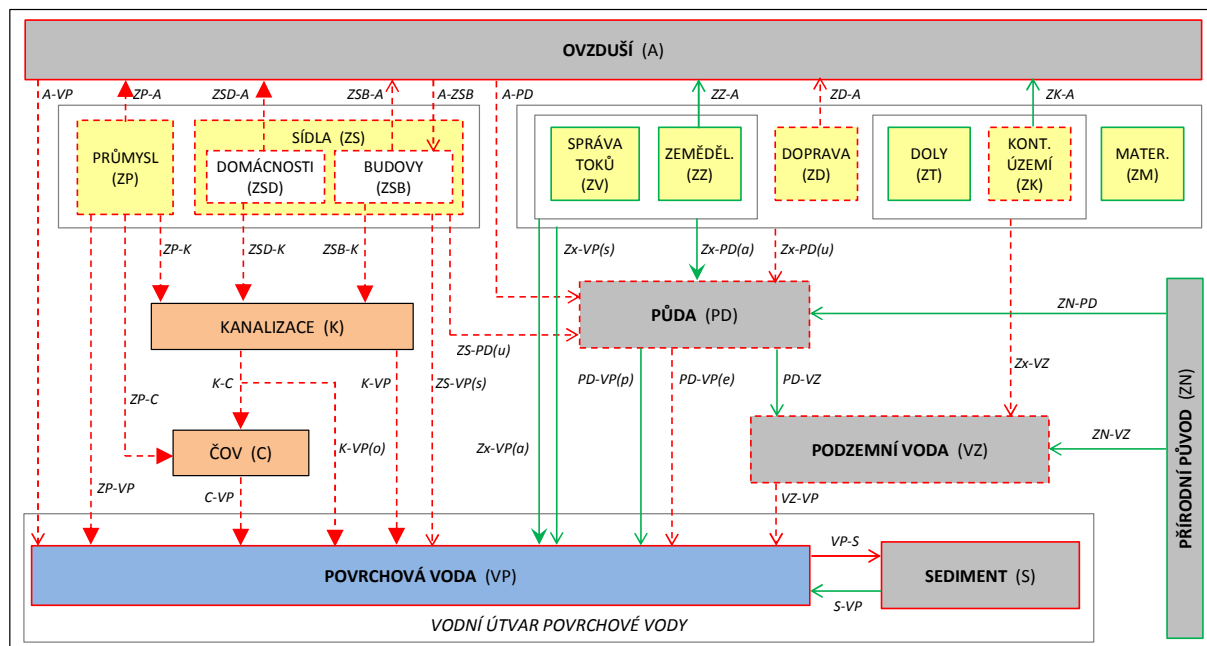 OVZDUŠÍ (A)
A-VP
ZP-A
ZSD-A
ZSB-A
A-ZSB
A-PD
ZZ-A
ZD-A
ZK-A
PRŮMYSL
(ZP)
SÍDLA (ZS)
DOMÁCNOSTI
(ZSD)
BUDOVY
(ZSB)
SPRÁVA
TOKŮ
(ZV)
ZEMĚDĚL.
(ZZ)
DOPRAVA
(ZD)
DOLY
(ZT)
KONT.
ÚZEMÍ
(ZK)
MATER.
(ZM)
ZP-K
ZSD-K
ZSB-K
Zx-VP(s)
Zx-PD(a)
Zx-PD(u)
KANALIZACE (K)
PŮDA (PD)
ZN-PD
ZS-PD(u)
K-C
K-VP
ZS-VP(s)
PD-VP(p)
PD-VP(e)
PD-VZ
Zx-VZ
ZP-C
ČOV (C)
K-VP(o)
Zx-VP(a)
PODZEMNÍ VODA (VZ)
ZN-VZ
PŘÍRODNÍ PŮVOD (ZN)
ZP-VP
C-VP
VZ-VP
POVRCHOVÁ VODA (VP)
VP-S
S-VP
SEDIMENT (S)
VODNÍ ÚTVAR POVRCHOVÉ VODY